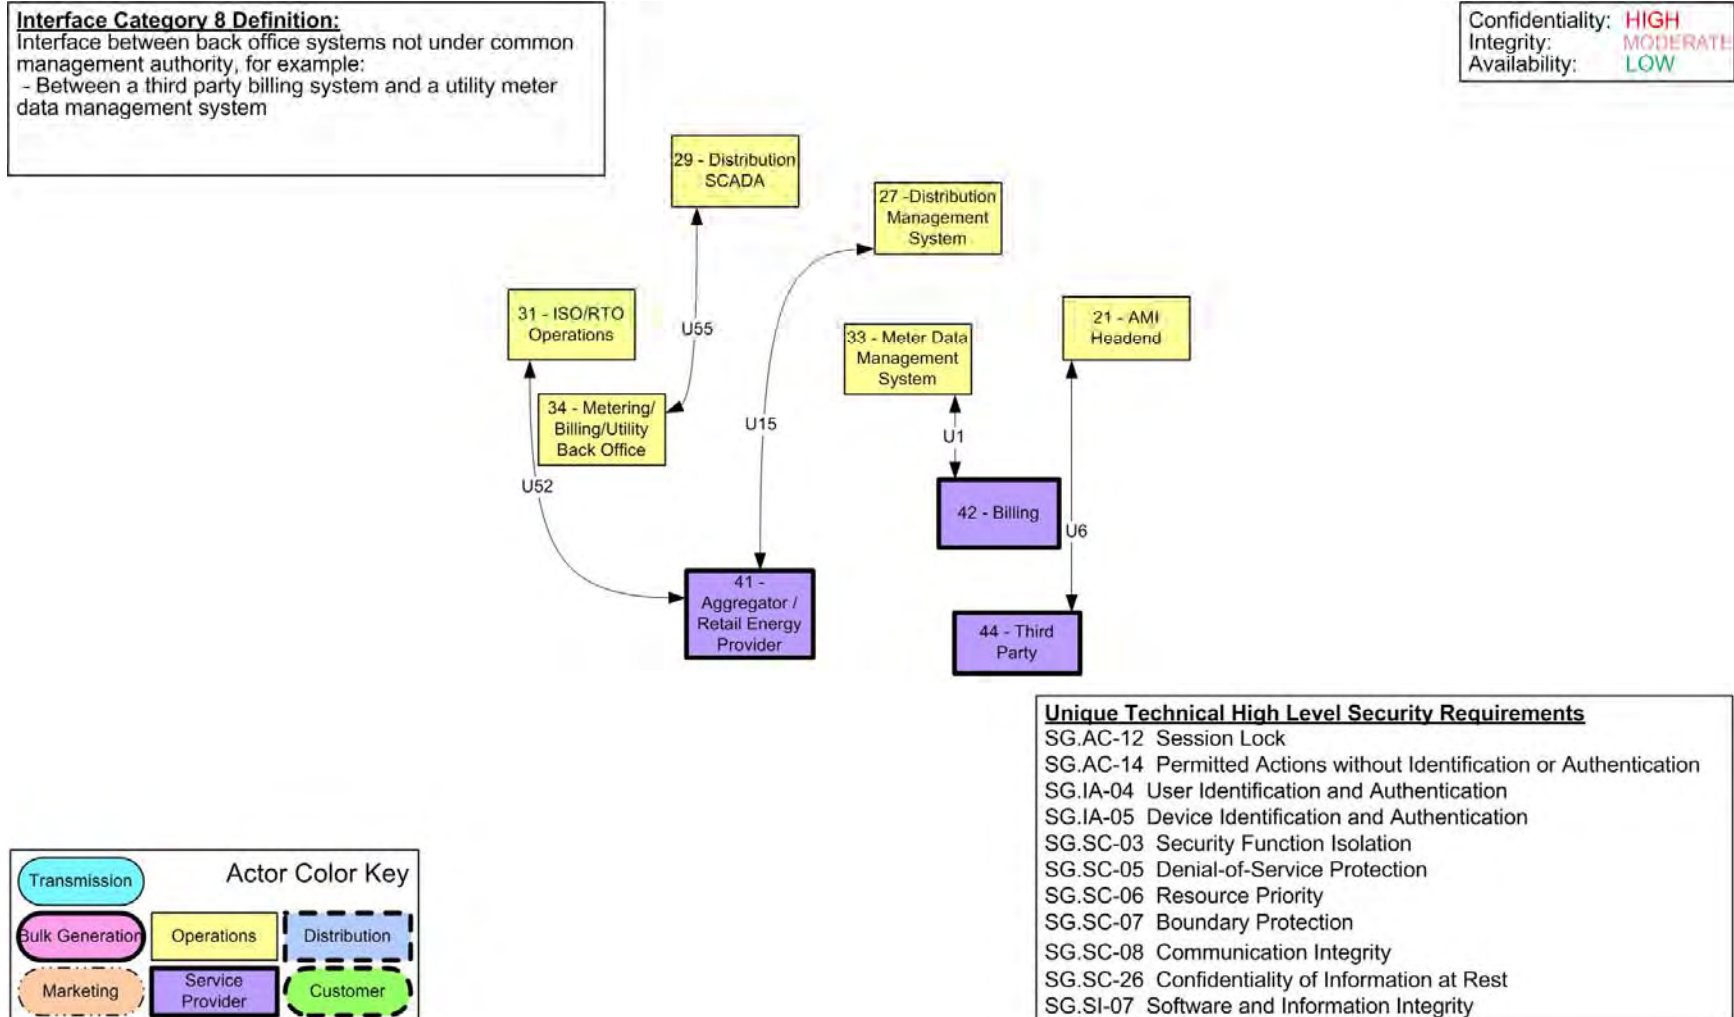 Interface Category 8 Definition:
Interface between back office systems not under common
management authority, for example:
- Between a third party billing system and a utility meter
data management system
Confidentiality: HIGH
Integrity: MODERATE
Availability: LOW
29 - Distribution
SCADA
27 -Distribution
Management
System
31 - ISO/RTO
Operations
U55
33 - Meter Data
Management
System
21 - AMI
Headend
34 - Metering/
Billing/Utility
Back Office
U15
U1
U52
42 - Billing
U6
41 -
Aggregator /
Retail Energy
Provider
44 - Third
Party
Unique Technical High Level Security Requirements
SG.AC-12 Session Lock
SG.AC-14 Permitted Actions without Identification or Authentication
SG.IA-04 User Identification and Authentication
SG.IA-05 Device Identification and Authentication
SG.SC-03 Security Function Isolation
SG.SC-05 Denial-of-Service Protection
SG.SC-06 Resource Priority
SG.SC-07 Boundary Protection
SG.SC-08 Communication Integrity
SG.SC-26 Confidentiality of Information at Rest
SG.SI-07 Software and Information Integrity
Actor Color Key
Transmission
Bulk Generation
Operations
Distribution
Marketing
Service
Provider
Customer